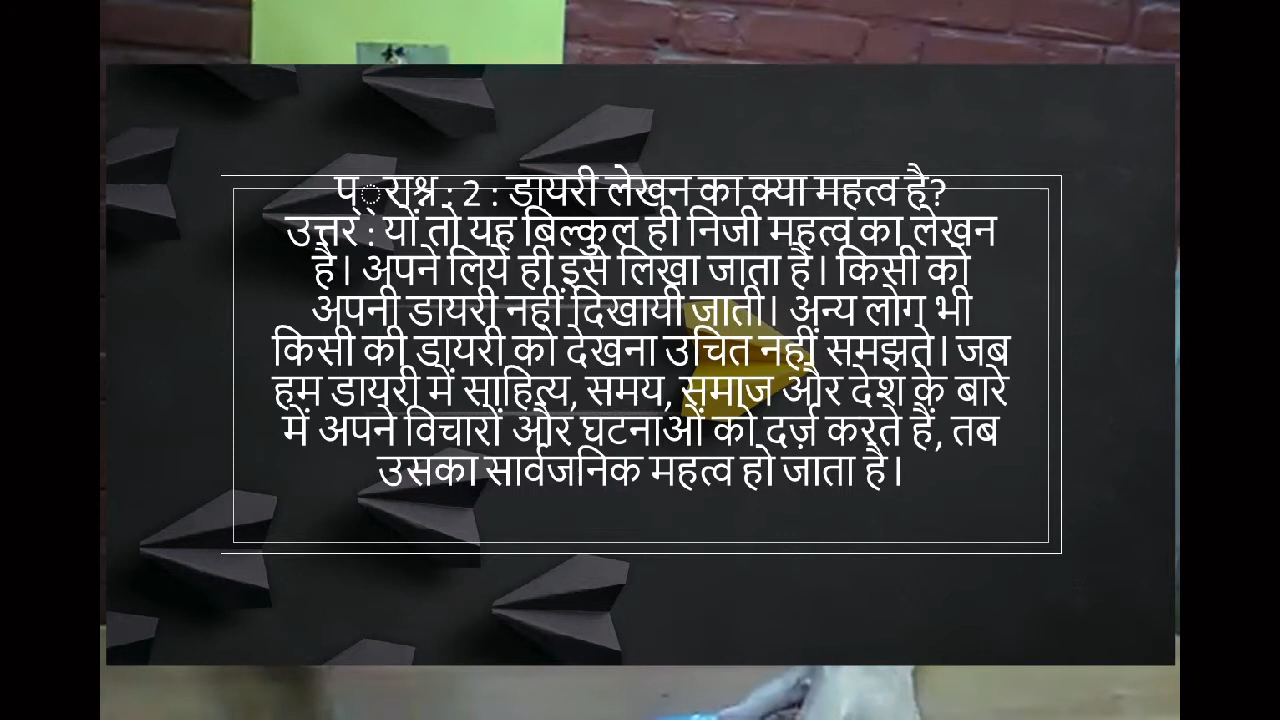 प््राश्न : 2 : डायरी लेखन का क्या महत्व है?
उत्तर : यों तो यह बिल्कुल ही निजी महत्व का लेखन
है। अपने लिये ही इसे लिखा जाता है। किसी को
अपनी डायरी नहीं दिखायी जाती। अन्य लोग भी
किसी की डायरी को देखना उचित नहीं समझते। जब
हम डायरी में साहित्य, समय, समाज और देश के बारे
में अपने विचारों और घटनाओं को दर्ज़ करते हैं, तब
उसका सार्वजनिक महत्व हो जाता है।